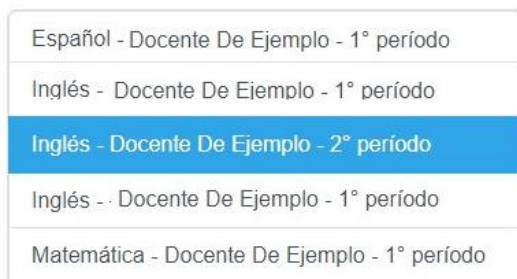 Español - Docente De Ejemplo - 1° período
Inglés - Docente De Ejemplo - 1° período
Inglés - Docente De Ejemplo - 2° período
Inglés - - Docente De Ejemplo - 1° período
Matemática - Docente De Ejemplo - 1° período